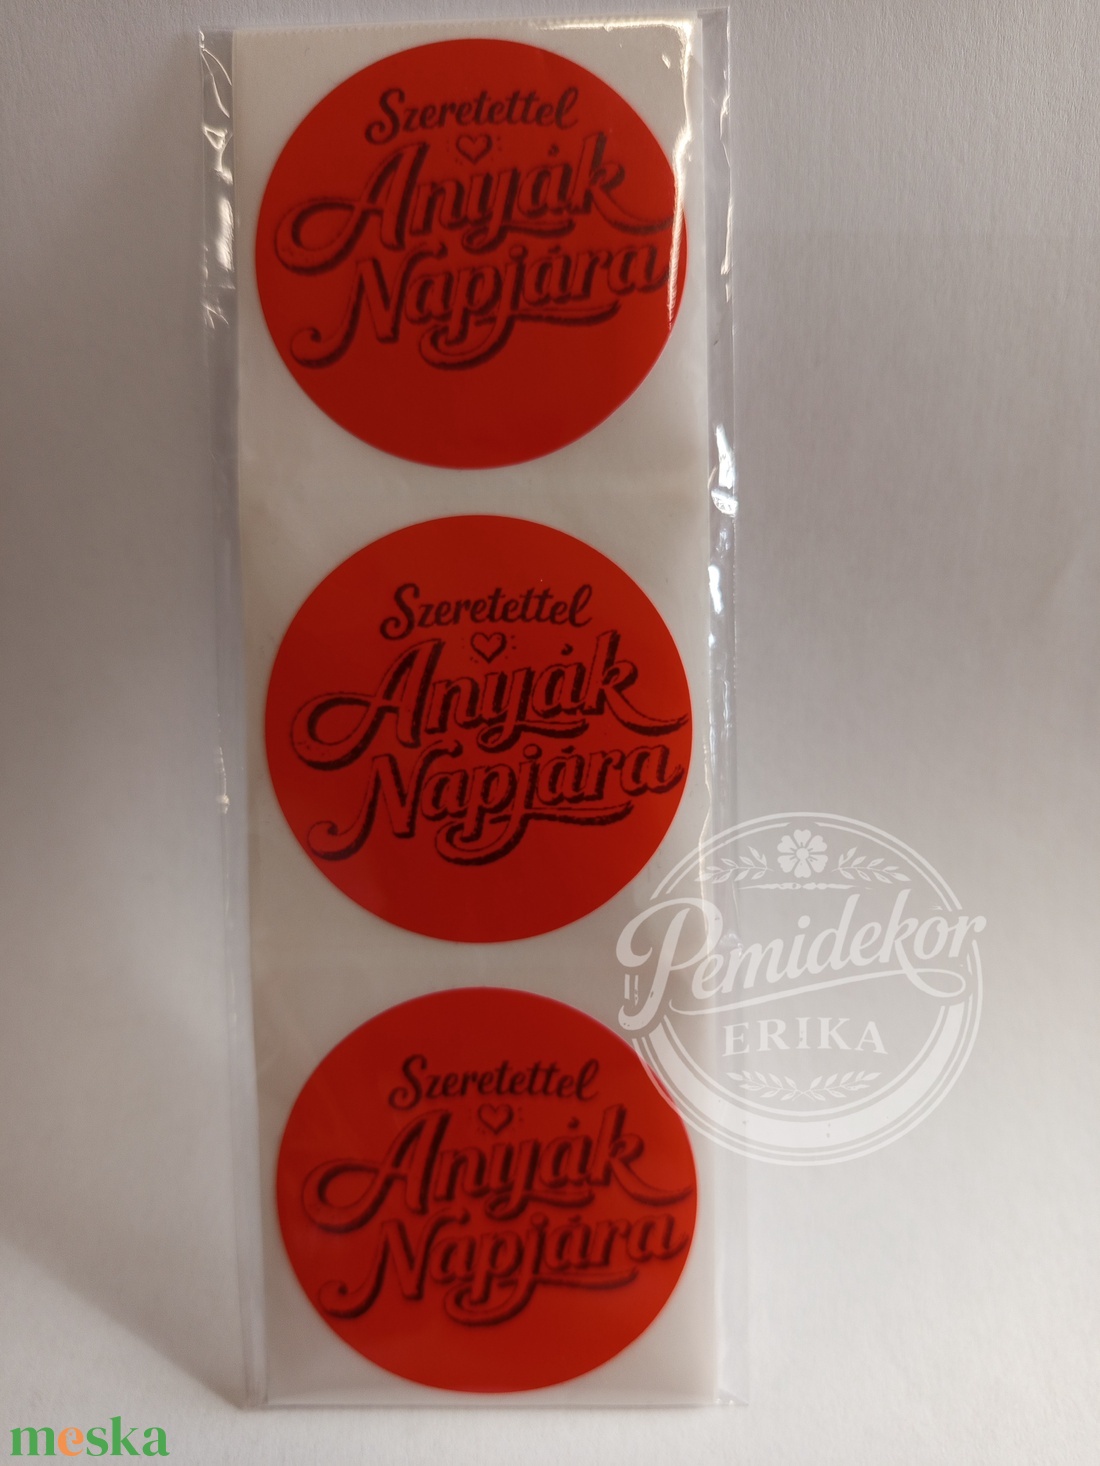 Szeretettel
Anyák
Napjára
Szeretettel
Anyák
Napjára
Pemidekor
ERIKA
Szeretettel
Anyák
Napjára
meska